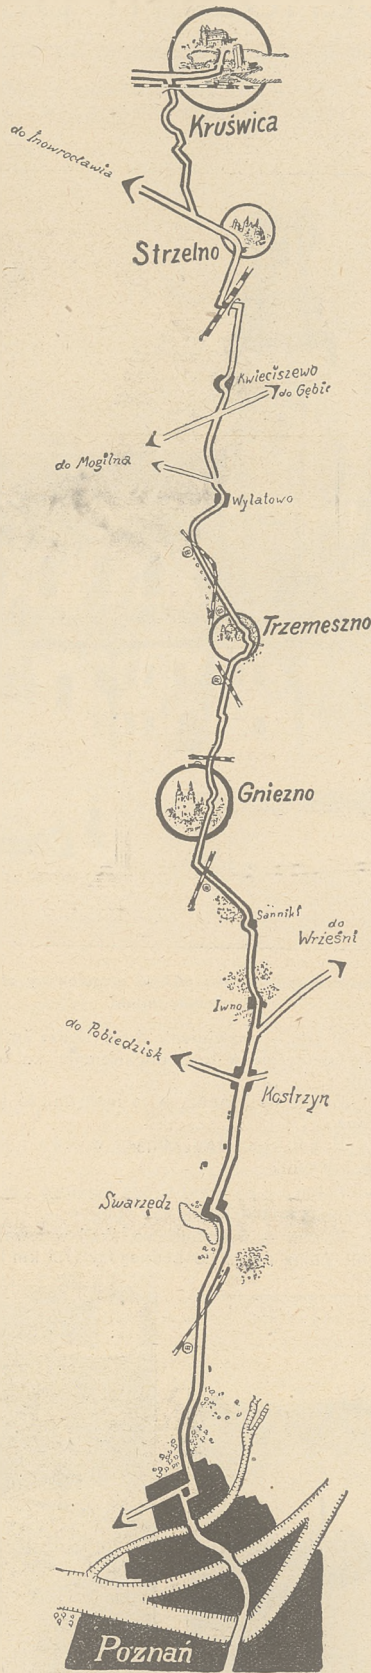 Kruświca
do Inowrocławia
Strzelno
Kwieciszewo
do Gębic
do Mogilna
Wylatowo
Trzemeszno
Gniezno
Sanniki
do
Wrześni
Iwno
do Pobiedzisk
Kostrzyn
Swarzędz
Poznań